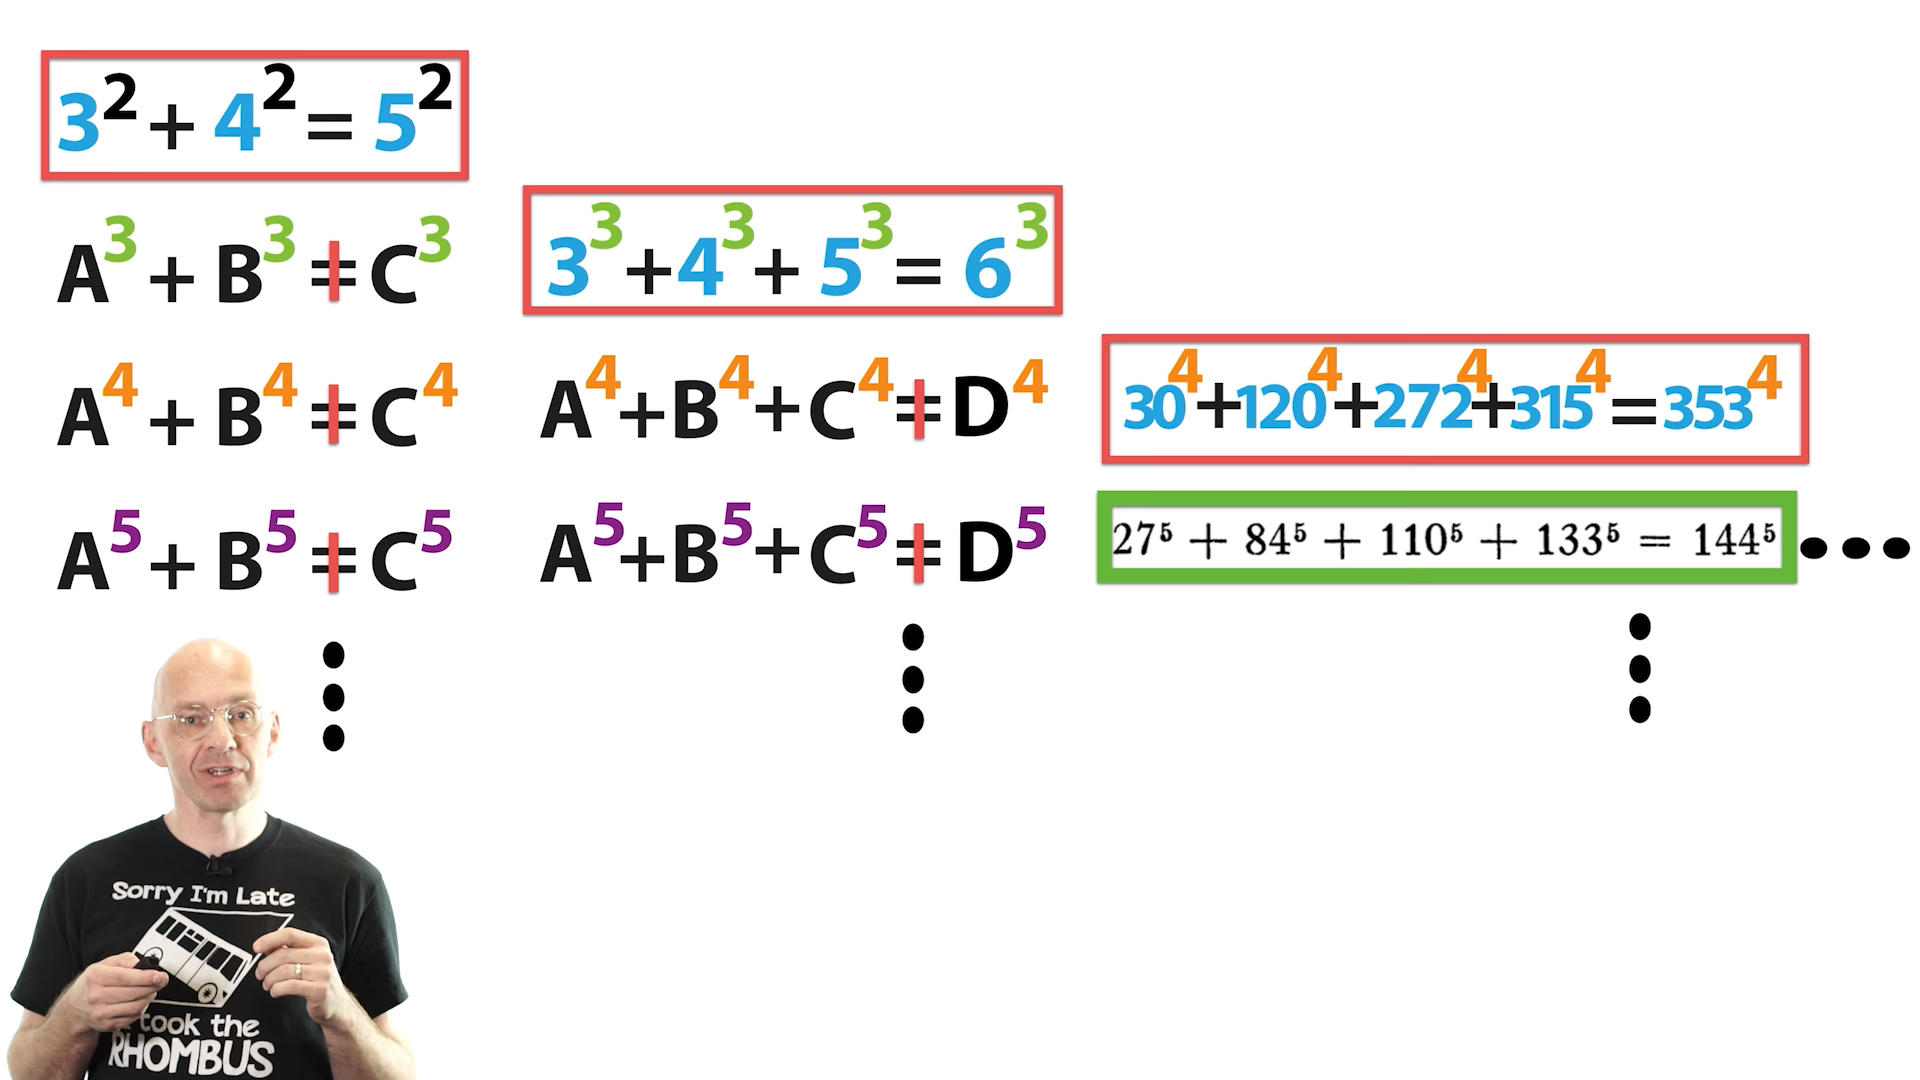 3² + 4² = 5²
A³ + B³ ≠ C³
3³ + 4³ + 5³ = 6³
A⁴ + B⁴ ≠ C⁴
A⁴ + B⁴ + C⁴ ≠ D⁴
30⁴ + 120⁴ + 272⁴ + 315⁴ = 353⁴
A⁵ + B⁵ ≠ C⁵
A⁵ + B⁵ + C⁵ ≠ D⁵
27⁵ + 84⁵ + 110⁵ + 133⁵ = 144⁵ ...
Sorry I'm Late
took the
RHOMBUS